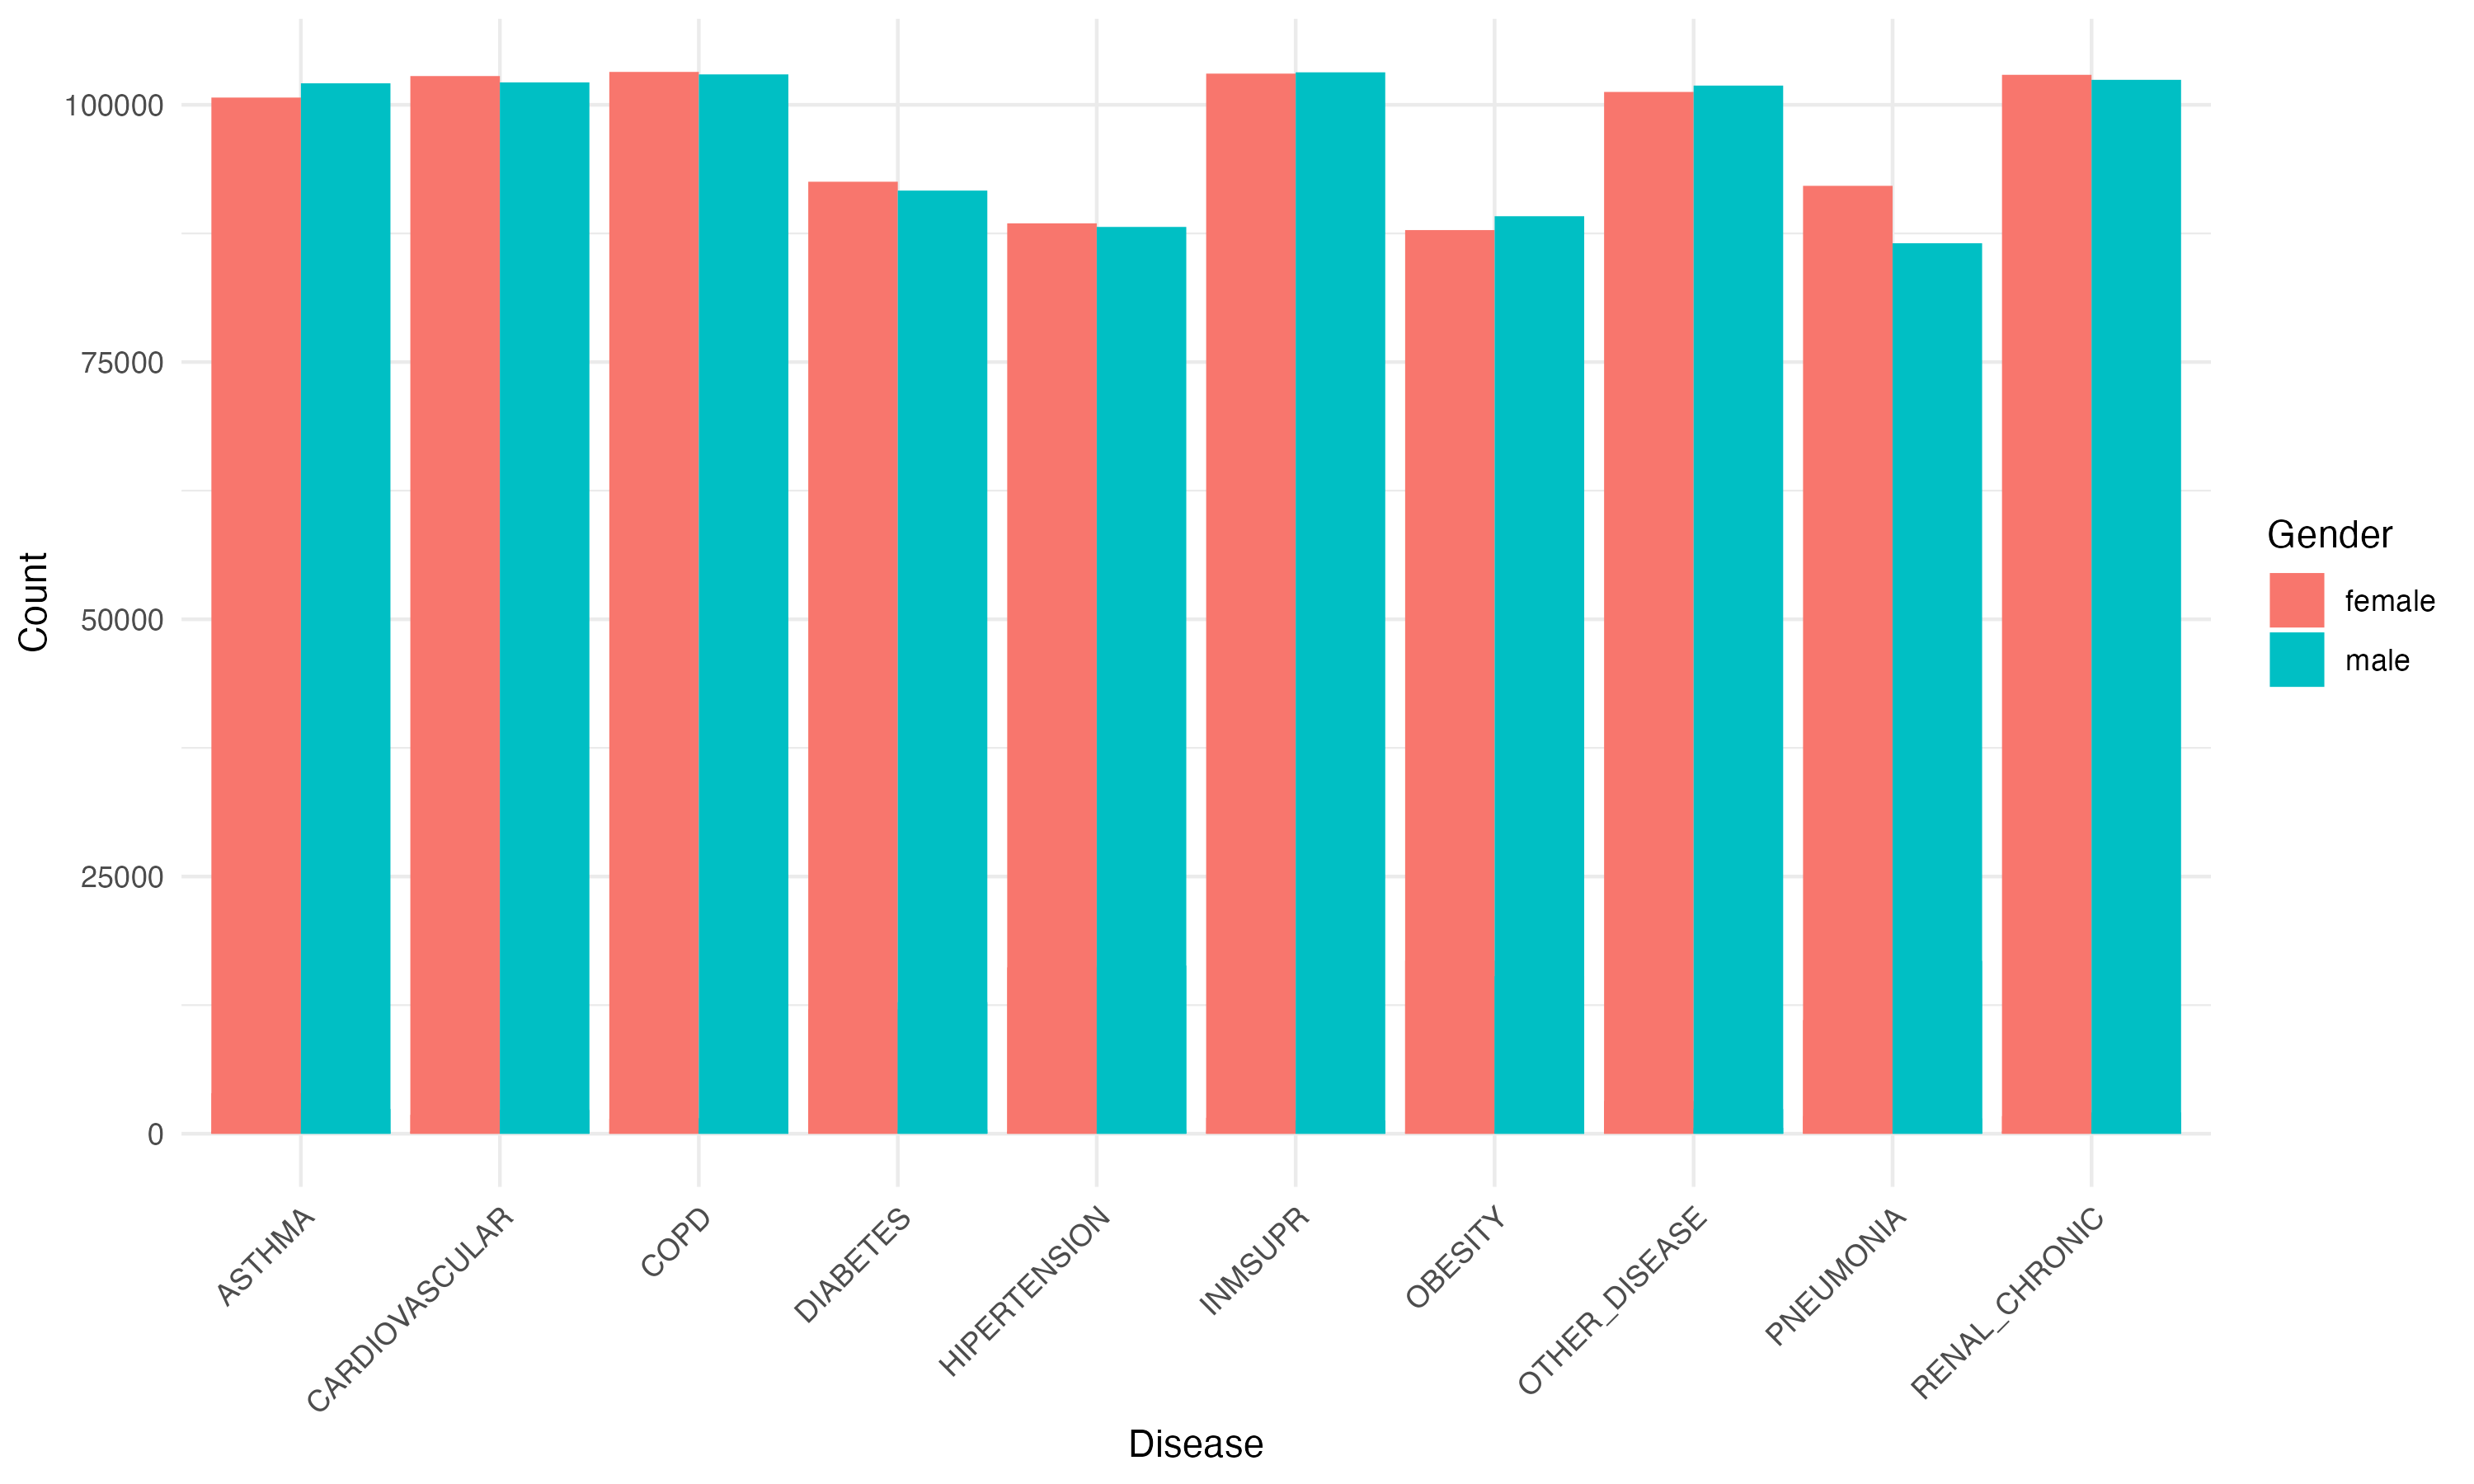 100000
75000
50000
25000
0
Count
ASTHMA
CARDIOVASCULAR
COPD
DIABETES
HIPERTENSION
INMSUPR
OBESITY
OTHER_DISEASE
PNEUMONIA
RENAL_CHRONIC
Disease
Gender
female
male